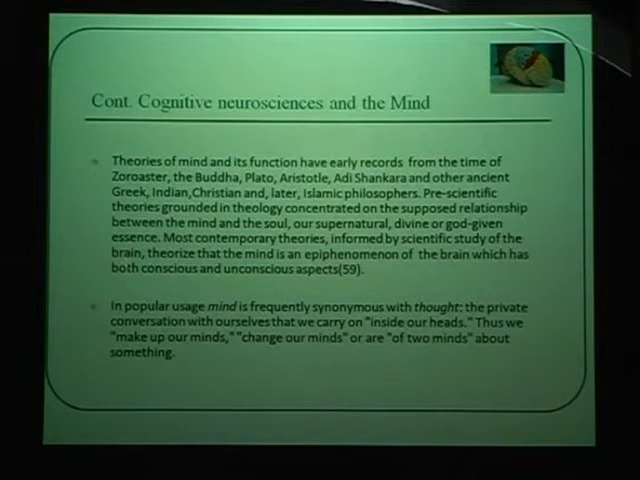 Cont. Cognitive neurosciences and the Mind
Theories of mind and its function have early records from the time of
Zoroaster, the Buddha, Plato, Aristotle, Adi Shankara and other ancient
Greek, Indian,Christian and, later, Islamic philosophers. Pre-scientific
theories grounded in theology concentrated on the supposed relationship
between the mind and the soul, our supernatural, divine or god-given
essence. Most contemporary theories, informed by scientific study of the
brain, theorize that the mind is an epiphenomenon of the brain which has
both conscious and unconscious aspects(59).
In popular usage mind is frequently synonymous with thought: the private
conversation with ourselves that we carry on "inside our heads." Thus we
"make up our minds," "change our minds" or are "of two minds" about
something.